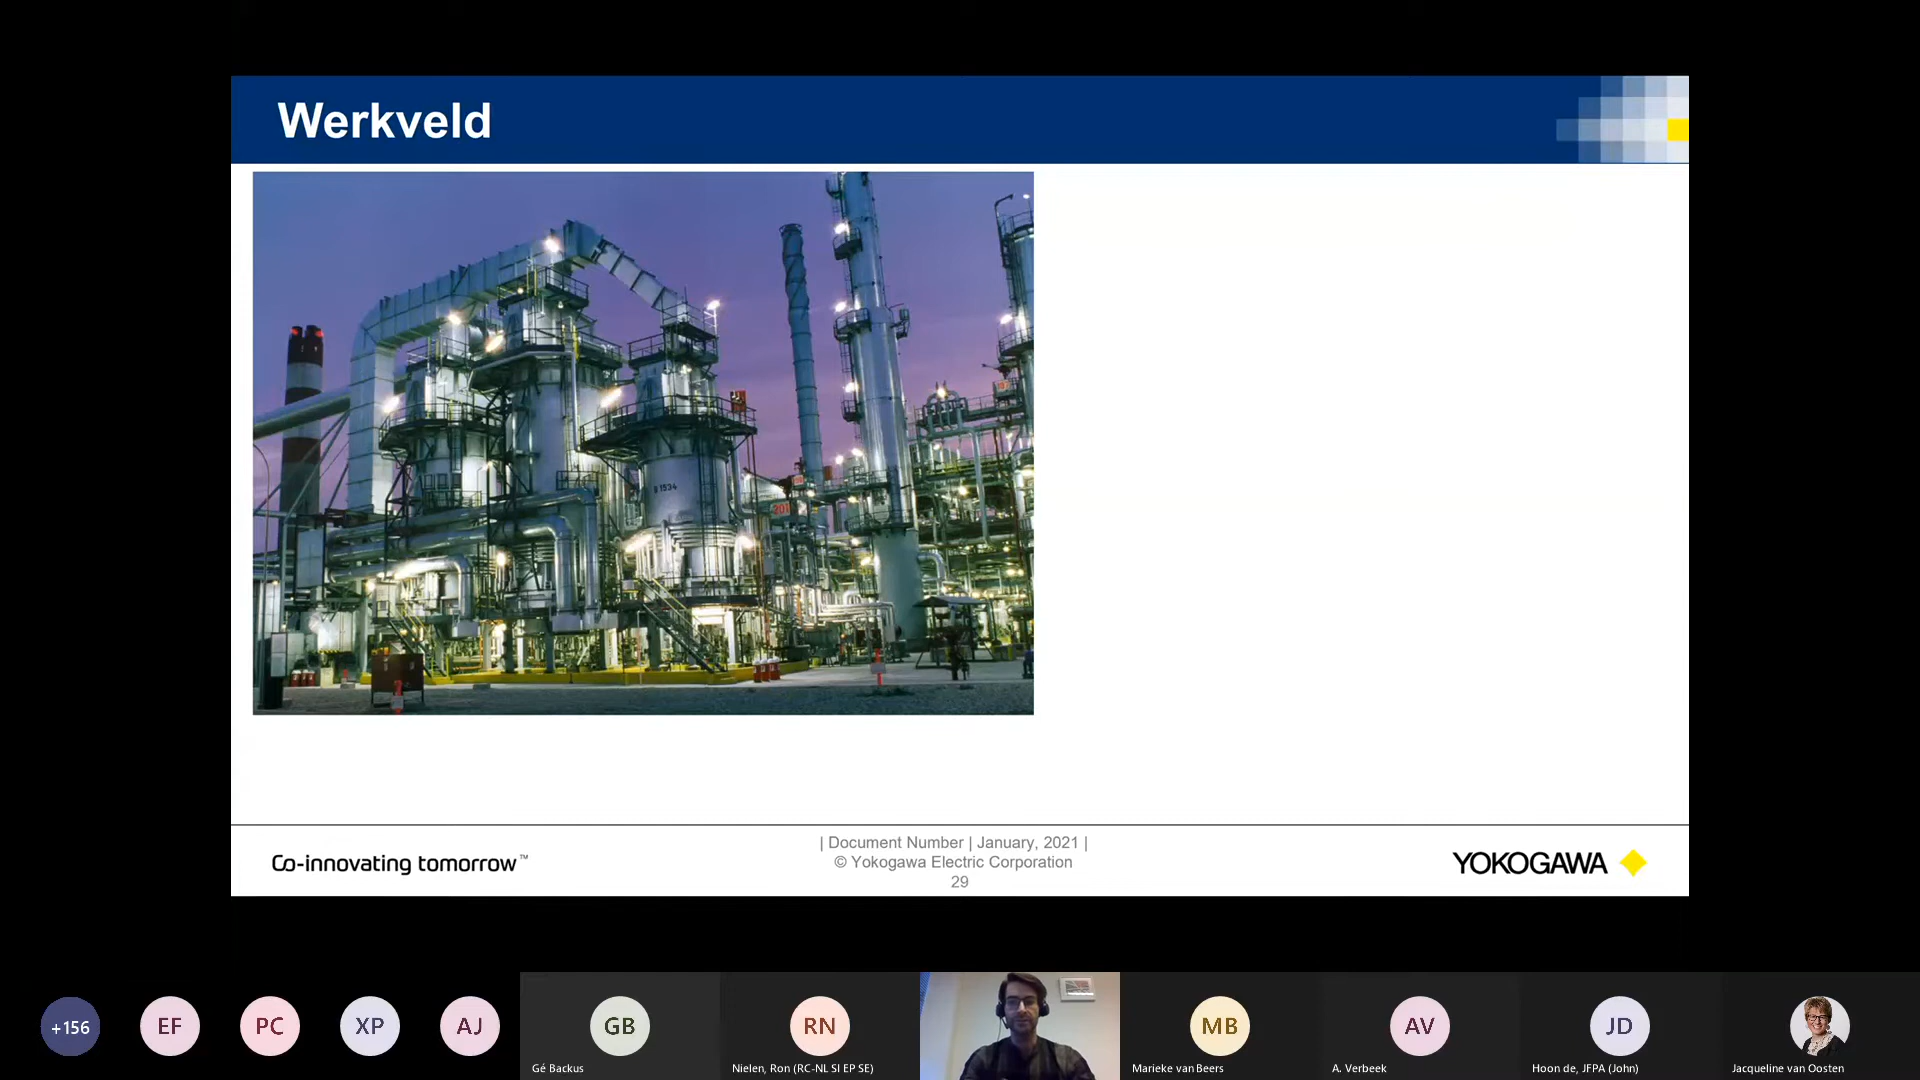 Werkveld
B 1534
201
Co-innovating tomorrow™
| Document Number | January, 2021 |
© Yokogawa Electric Corporation
29
YOKOGAWA
+156
EF
PC
XP
AJ
GB
Gé Backus
RN
Nielen, Ron (RC-NL SI EP SE)
MB
Marieke van Beers
AV
A. Verbeek
JD
Hoon de, JFPA (John)
Jacqueline van Oosten